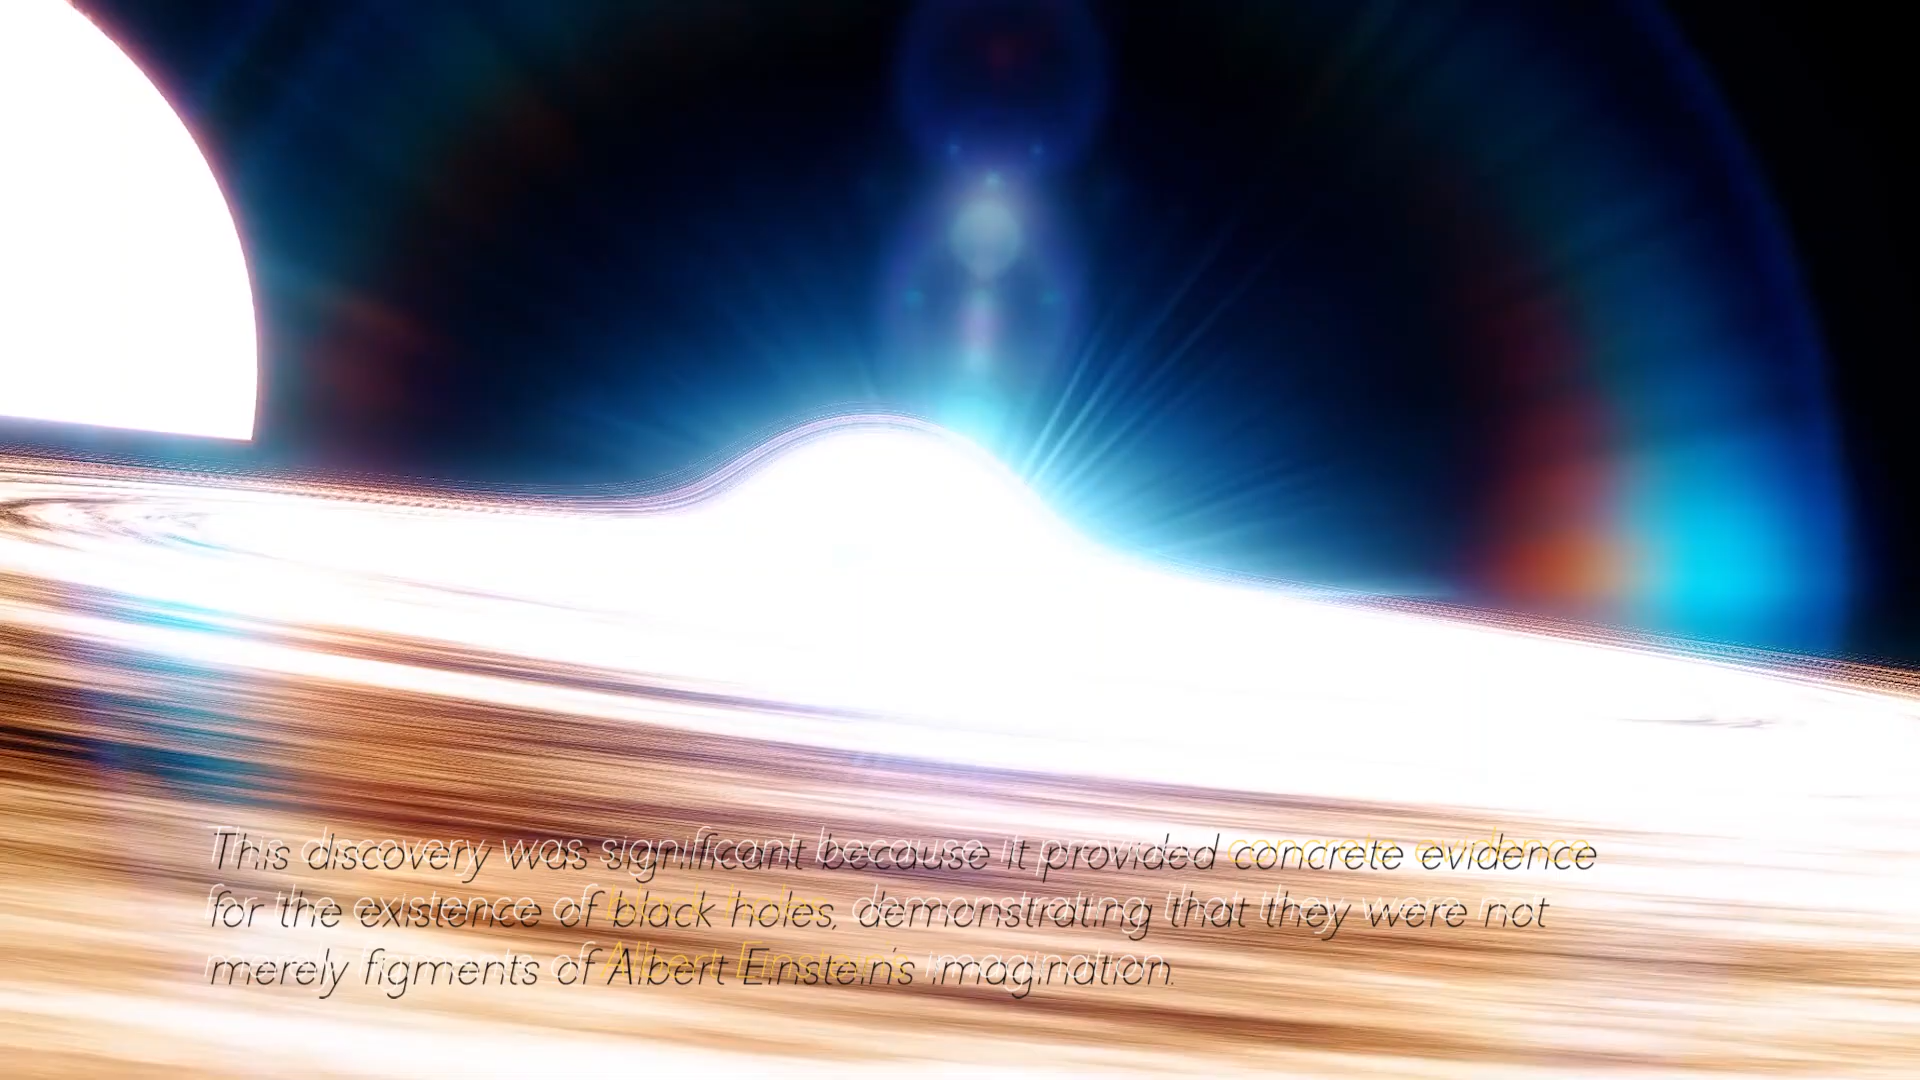 This discovery was significant because it provided concrete evidence
for the existence of black holes, demonstrating that they were not
merely figments of Albert Einstein's imagination.